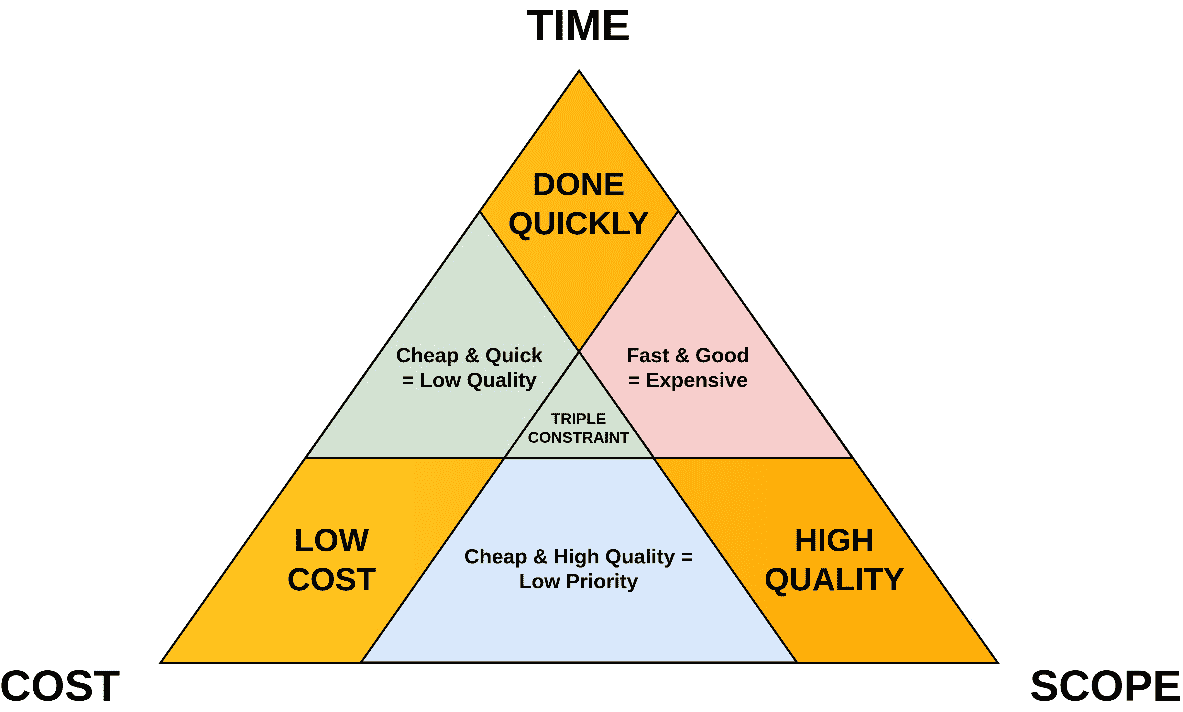 TIME
DONE
QUICKLY
Cheap & Quick
= Low Quality
Fast & Good
= Expensive
TRIPLE
CONSTRAINT
LOW
COST
Cheap & High Quality =
Low Priority
HIGH
QUALITY
COST
SCOPE